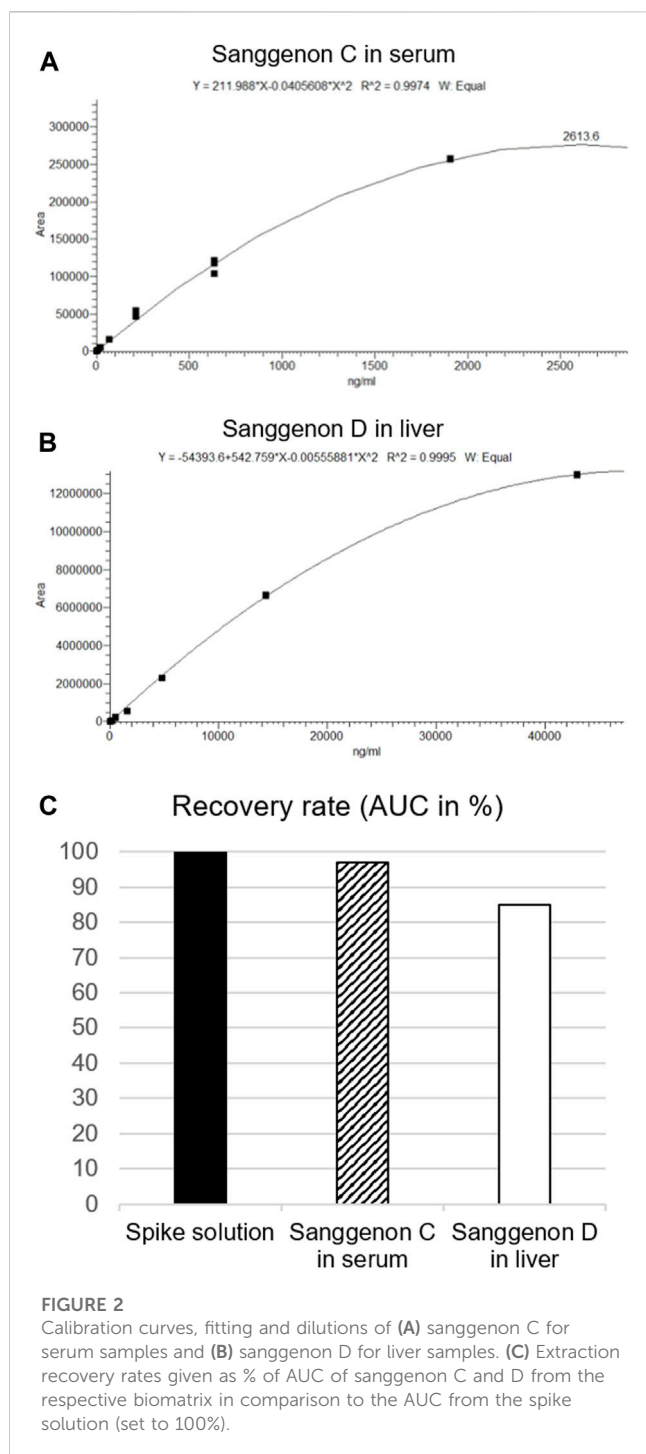 A
Sanggenon C in serum
Y = 211.988*X-0.0405608*X^2 R^2 = 0.9974 W: Equal
2613.6
300000
250000
200000
150000
100000
50000
0
Area
0 500 1000 1500 2000 2500
ng/ml
B
Sanggenon D in liver
Y = -54393.6+542.759*X-0.00555881*X^2 R^2 = 0.9995 W: Equal
12000000
10000000
8000000
6000000
4000000
2000000
0
Area
0 10000 20000 30000 40000
ng/ml
C
Recovery rate (AUC in %)
100
90
80
70
60
50
40
30
20
10
0
Spike solution Sanggenon C Sanggenon D
in serum in liver
FIGURE 2
Calibration curves, fitting and dilutions of (A) sanggenon C for
serum samples and (B) sanggenon D for liver samples. (C) Extraction
recovery rates given as % of AUC of sanggenon C and D from the
respective biomatrix in comparison to the AUC from the spike
solution (set to 100%).